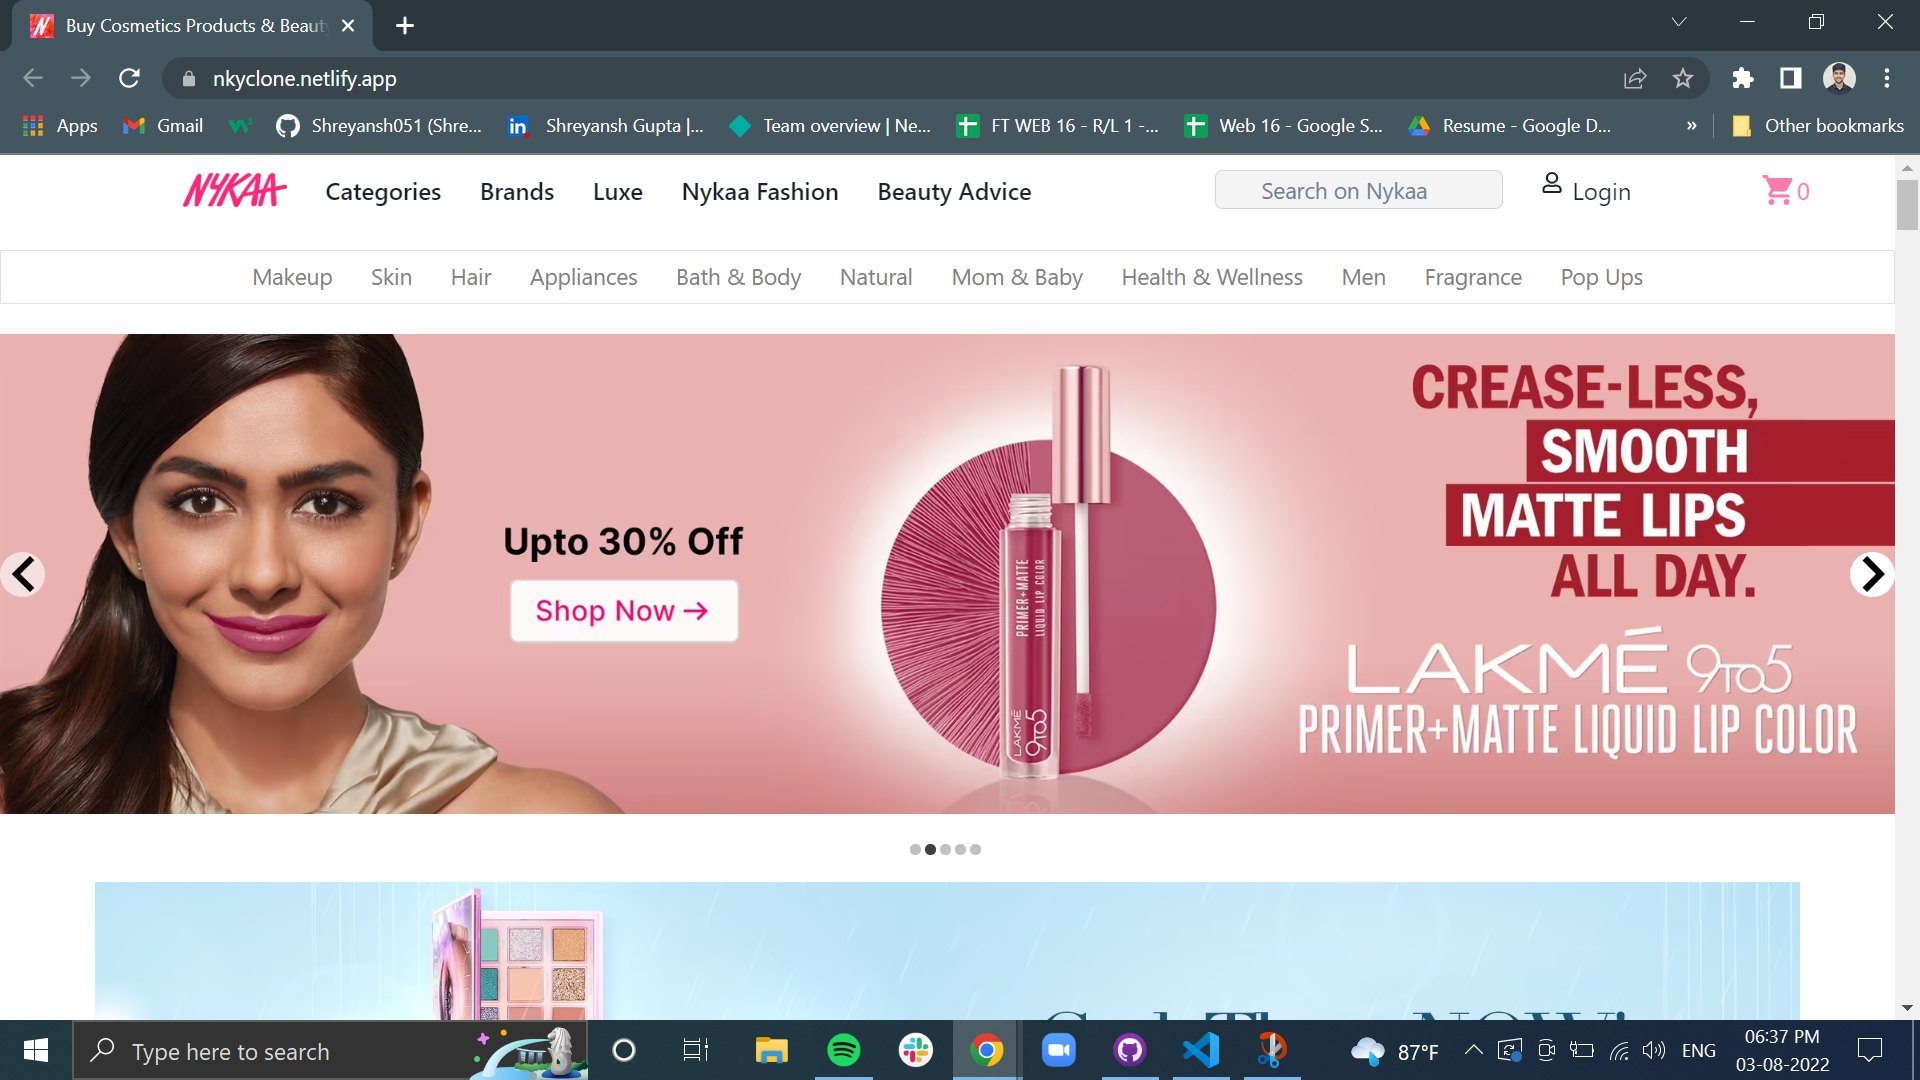 Buy Cosmetics Products & Beauty
nkyclone.netlify.app
Apps
Gmail
Shreyansh051 (Shre...
Shreyansh Gupta |...
Team overview | Ne...
FT WEB 16 - R/L 1 -...
Web 16 - Google S...
Resume - Google D...
»
Other bookmarks
NYKAA
Categories
Brands
Luxe
Nykaa Fashion
Beauty Advice
Search on Nykaa
Login
0
Makeup
Skin
Hair
Appliances
Bath & Body
Natural
Mom & Baby
Health & Wellness
Men
Fragrance
Pop Ups
Upto 30% Off
Shop Now →
PRIMER+MATTE
LIQUID LIP COLOR
LAKMÉ
9TO5
CREASE-LESS,
SMOOTH
MATTE LIPS
ALL DAY.
LAKMÉ 9TO5
PRIMER+MATTE LIQUID LIP COLOR
Type here to search
87°F
ENG
06:37 PM
03-08-2022